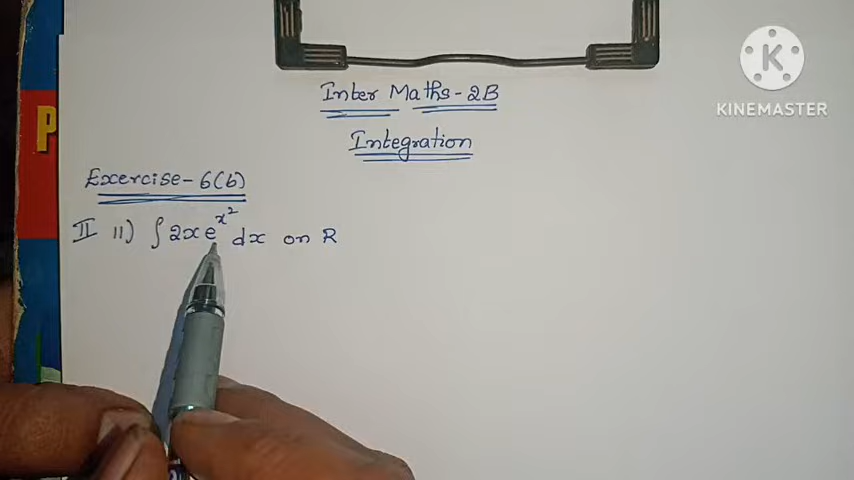 Inter Maths-2B
K
KINEMASTER
Integration
P
Exercise-6(b)
II 11) ∫2xe^x² dx on R